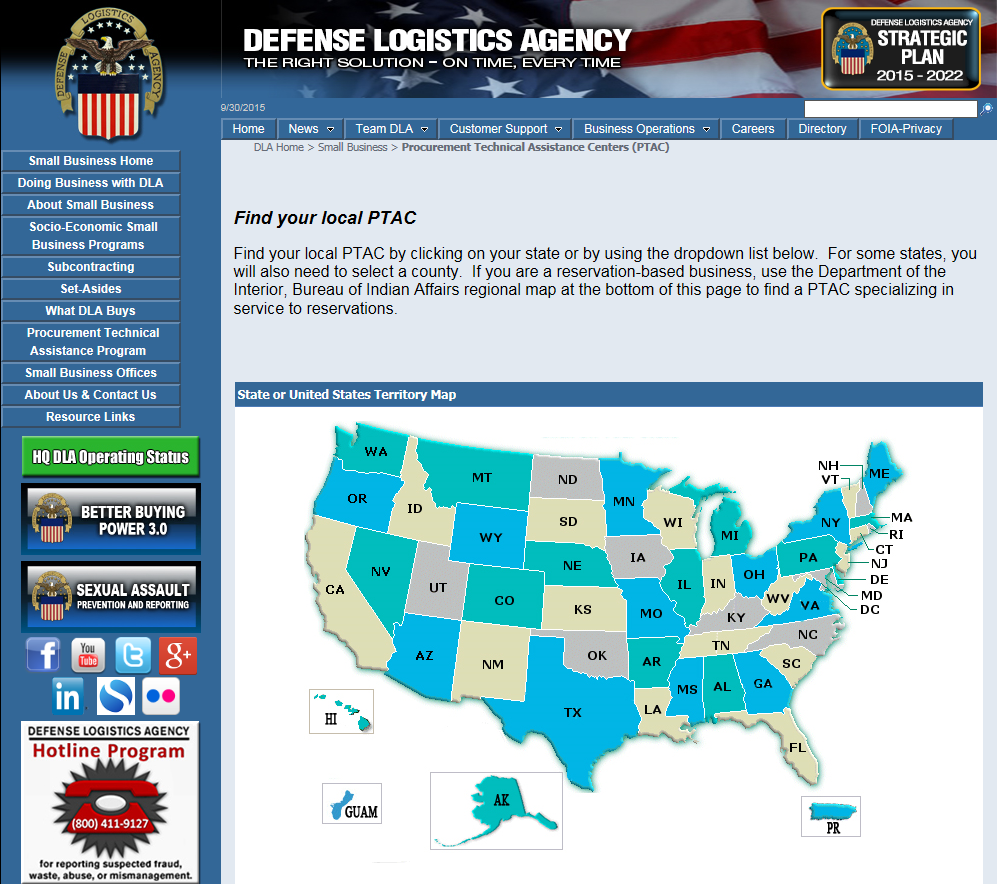 DEFENSE LOGISTICS AGENCY
DEFENSE LOGISTICS AGENCY
THE RIGHT SOLUTION – ON TIME, EVERY TIME
DEFENSE LOGISTICS AGENCY
STRATEGIC
PLAN
2015 - 2022
9/30/2015
Home
News
Team DLA
Customer Support
Business Operations
Careers
Directory
FOIA-Privacy
DLA Home > Small Business > Procurement Technical Assistance Centers (PTAC)
Small Business Home
Doing Business with DLA
About Small Business
Socio-Economic Small
Business Programs
Subcontracting
Set-Asides
What DLA Buys
Procurement Technical
Assistance Program
Small Business Offices
About Us & Contact Us
Resource Links
HQ DLA Operating Status
BETTER BUYING
POWER 3.0
SEXUAL ASSAULT
PREVENTION AND REPORTING
f
You
Tube
t
g+
in
S
DEFENSE LOGISTICS AGENCY
Hotline Program
(800) 411-9127
for reporting suspected fraud,
waste, abuse, or mismanagement.
Find your local PTAC
Find your local PTAC by clicking on your state or by using the dropdown list below.  For some states, you
will also need to select a county.  If you are a reservation-based business, use the Department of the
Interior, Bureau of Indian Affairs regional map at the bottom of this page to find a PTAC specializing in
service to reservations.
State or United States Territory Map
WA
MT
ND
MN
OR
ID
SD
WI
WY
MI
NH
VT
ME
NY
MA
RI
CT
NJ
DE
MD
DC
PA
NV
UT
NE
IA
IL
IN
OH
CA
CO
KS
MO
WV
VA
KY
NC
TN
AZ
NM
OK
AR
SC
MS
AL
GA
TX
LA
FL
HI
GUAM
AK
PR